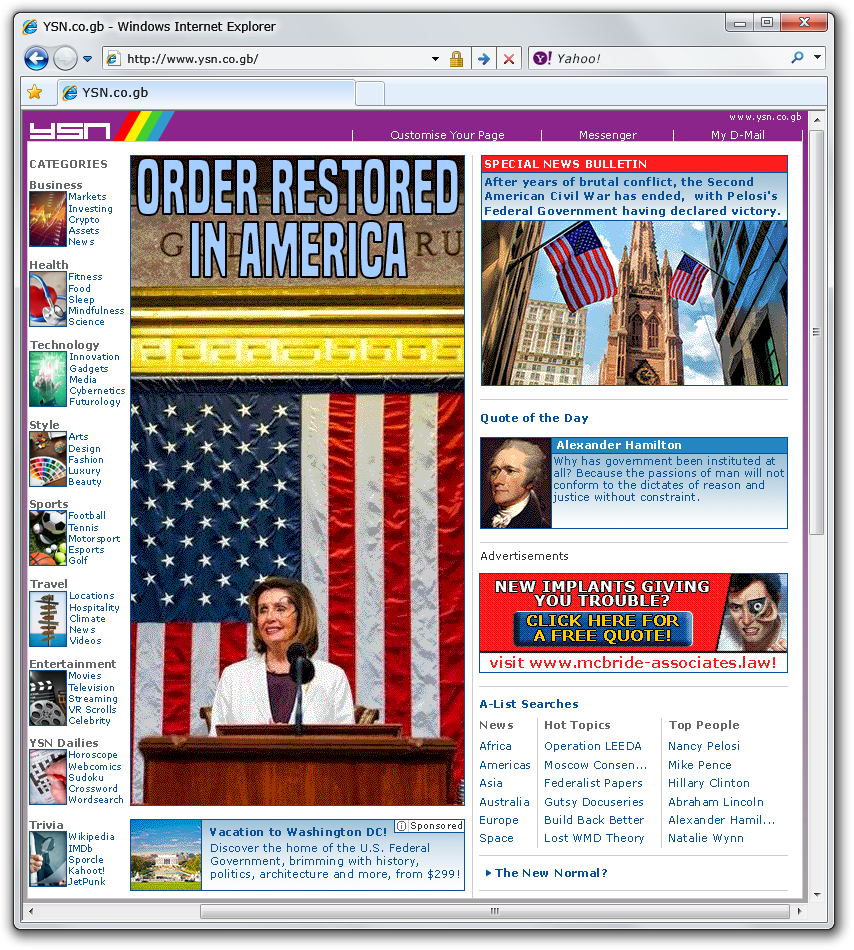 YSN.co.gb - Windows Internet Explorer
http://www.ysn.co.gb/
Yahoo!
YSN.co.gb
www.ysn.co.gb
YSN
Customise Your Page
Messenger
My D-Mail
CATEGORIES
Business
Markets
Investing
Crypto
Assets
News
Health
Fitness
Food
Sleep
Mindfulness
Science
Technology
Innovation
Gadgets
Media
Cybernetics
Futurology
Style
Arts
Design
Fashion
Luxury
Beauty
Sports
Football
Tennis
Motorsport
Esports
Golf
Travel
Locations
Hospitality
Climate
News
Videos
Entertainment
Movies
Television
Streaming
VR Scrolls
Celebrity
YSN Dailies
Horoscope
Webcomics
Sudoku
Crossword
Wordsearch
Trivia
Wikipedia
IMDb
Sporcle
Kahoot!
JetPunk
ORDER RESTORED
IN AMERICA
Sponsored
Vacation to Washington DC!
Discover the home of the U.S. Federal
Government, brimming with history,
politics, architecture and more, from $299!
SPECIAL NEWS BULLETIN
After years of brutal conflict, the Second
American Civil War has ended, with Pelosi's
Federal Government having declared victory.
Quote of the Day
Alexander Hamilton
Why has government been instituted at
all? Because the passions of man will not
conform to the dictates of reason and
justice without constraint.
Advertisements
NEW IMPLANTS GIVING
YOU TROUBLE?
CLICK HERE FOR
A FREE QUOTE!
visit www.mcbride-associates.law!
A-List Searches
News
Africa
Americas
Asia
Australia
Europe
Space
Hot Topics
Operation LEEDA
Moscow Consen...
Federalist Papers
Gutsy Docuseries
Build Back Better
Lost WMD Theory
Top People
Nancy Pelosi
Mike Pence
Hillary Clinton
Abraham Lincoln
Alexander Hamil...
Natalie Wynn
The New Normal?